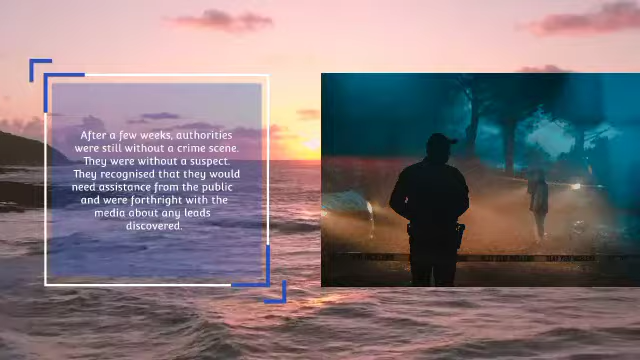 After a few weeks, authorities
were still without a crime scene.
They were without a suspect.
They recognised that they would
need assistance from the public
and were forthright with the
media about any leads
discovered.